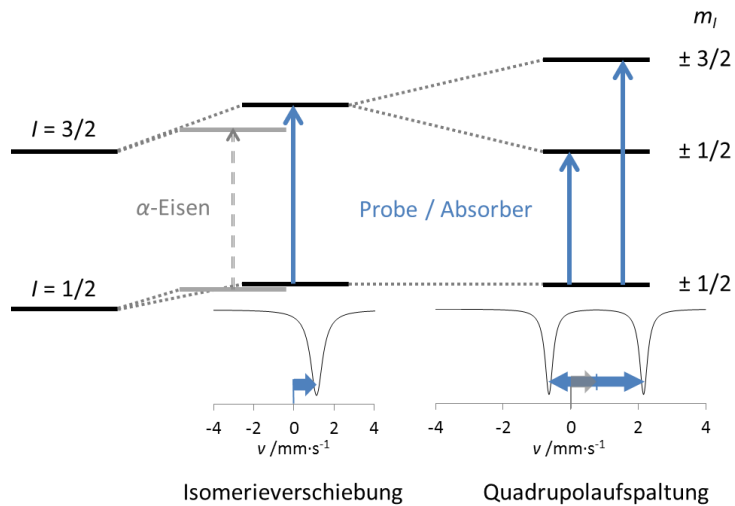 m_I
± 3/2
I = 3/2
± 1/2
α-Eisen
Probe / Absorber
I = 1/2
± 1/2
-4 -2 0 2 4
v /mm·s⁻¹
-4 -2 0 2 4
v /mm·s⁻¹
Isomerieverschiebung
Quadrupolaufspaltung